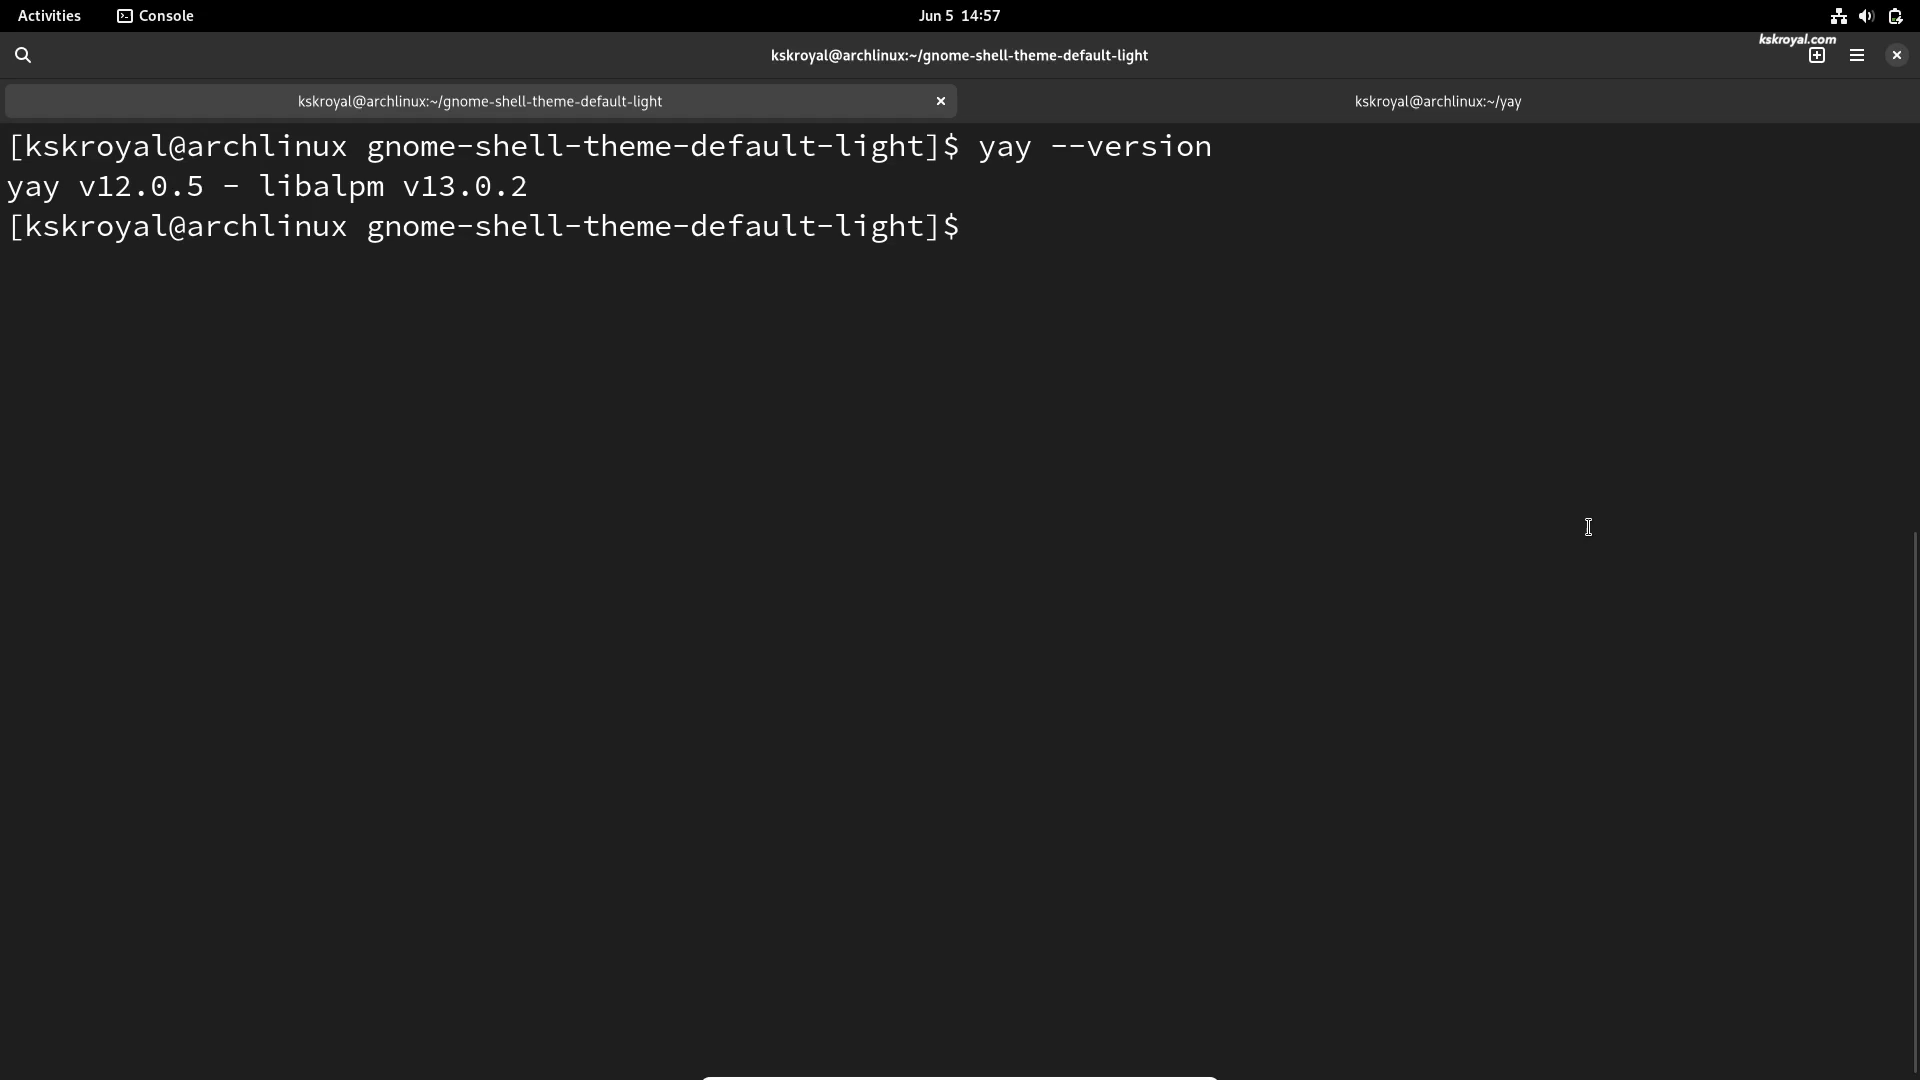 Activities Console Jun 5 14:57
kskroyal.com
kskroyal@archlinux:~/gnome-shell-theme-default-light
kskroyal@archlinux:~/gnome-shell-theme-default-light kskroyal@archlinux:~/yay
[kskroyal@archlinux gnome-shell-theme-default-light]$ yay --version
yay v12.0.5 - libalpm v13.0.2
[kskroyal@archlinux gnome-shell-theme-default-light]$